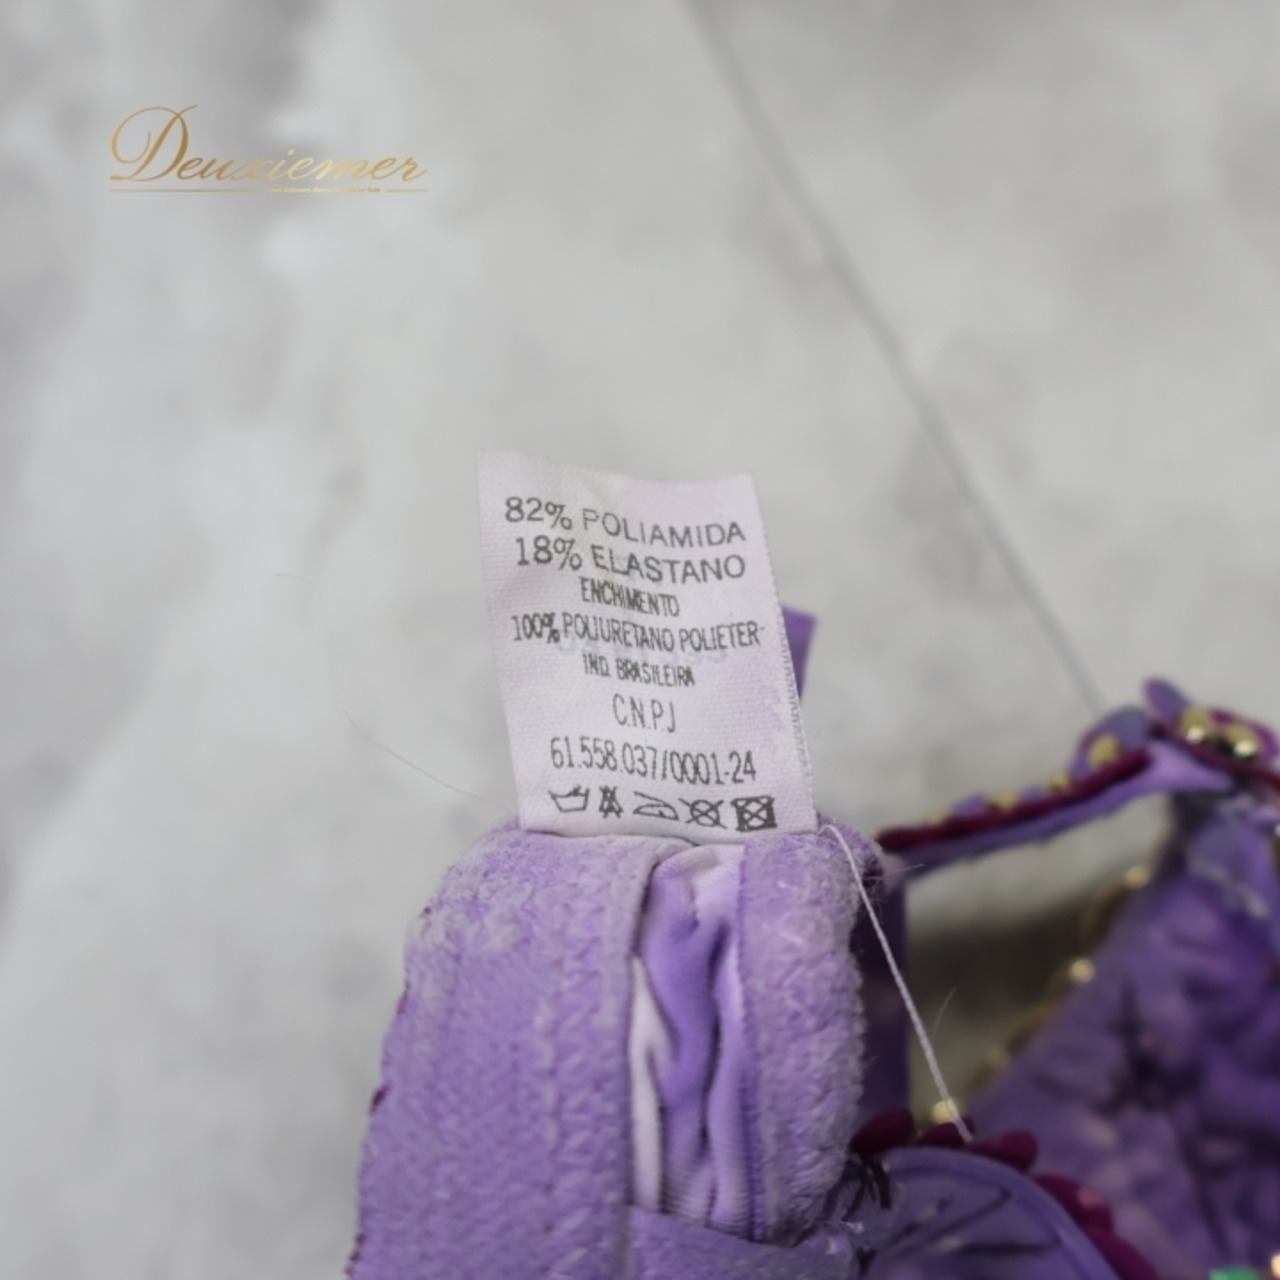 Deuxiemer
82% POLIAMIDA
18% ELASTANO
ENCHIMENTO
100% POLIURETANO POLIETER
IND. BRASILEIRA
C.N.P.J
61.558.037/0001-24